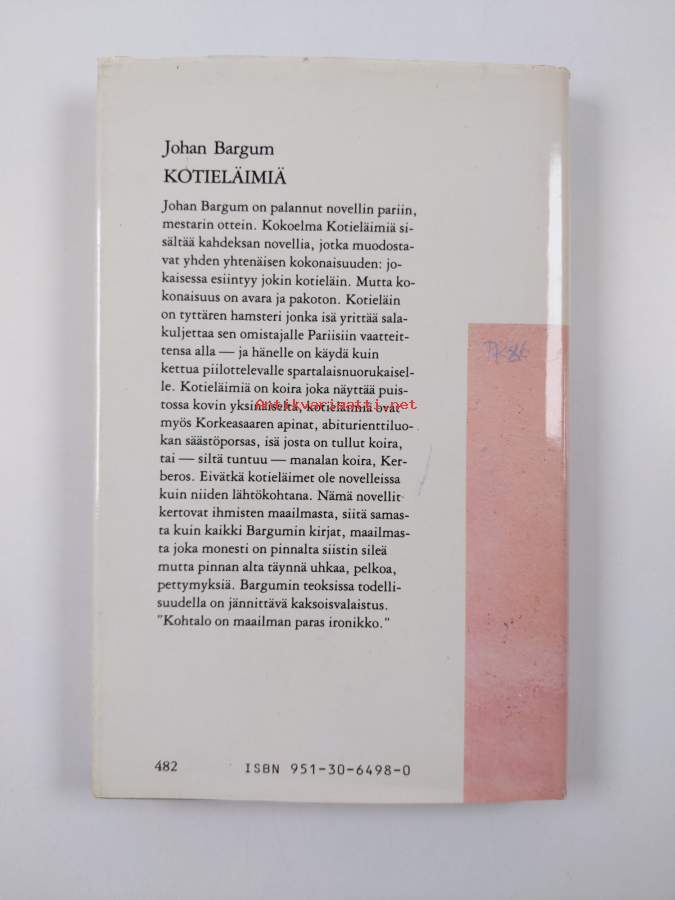 Johan Bargum
KOTIELÄIMIÄ
Johan Bargum on palannut novellin pariin,
mestarin ottein. Kokoelma Kotieläimiä si-
sältää kahdeksan novellia, jotka muodosta-
vat yhden yhtenäisen kokonaisuuden: jo-
kaisessa esiintyy jokin kotieläin. Mutta ko-
konaisuus on avara ja pakoton. Kotieläin
on tyttären hamsteri jonka isä yrittää sala-
kuljettaa sen omistajalle Pariisiin vaatteit-
tensa alla — ja hänelle on käydä kuin
kettua piilottelevalle spartalaisnuorukaisel-
le. Kotieläimiä on koira joka näyttää puis-
tossa kovin yksinäiseltä, kotieläimiä ovat
Antikvariaatti.net
myös Korkeasaaren apinat, abiturienttiluo-
kan säästöporsas, isä josta on tullut koira,
tai — siltä tuntuu — manalan koira, Ker-
beros. Eivätkä kotieläimet ole novelleissa
kuin niiden lähtökohtana. Nämä novellit
kertovat ihmisten maailmasta, siitä samas-
ta kuin kaikki Bargumin kirjat, maailmas-
ta joka monesti on pinnalta siistin sileä
mutta pinnan alta täynnä uhkaa, pelkoa,
pettymyksiä. Bargumin teoksissa todelli-
suudella on jännittävä kaksoisvalaistus.
"Kohtalo on maailman paras ironikko."
482 ISBN 951-30-6498-0